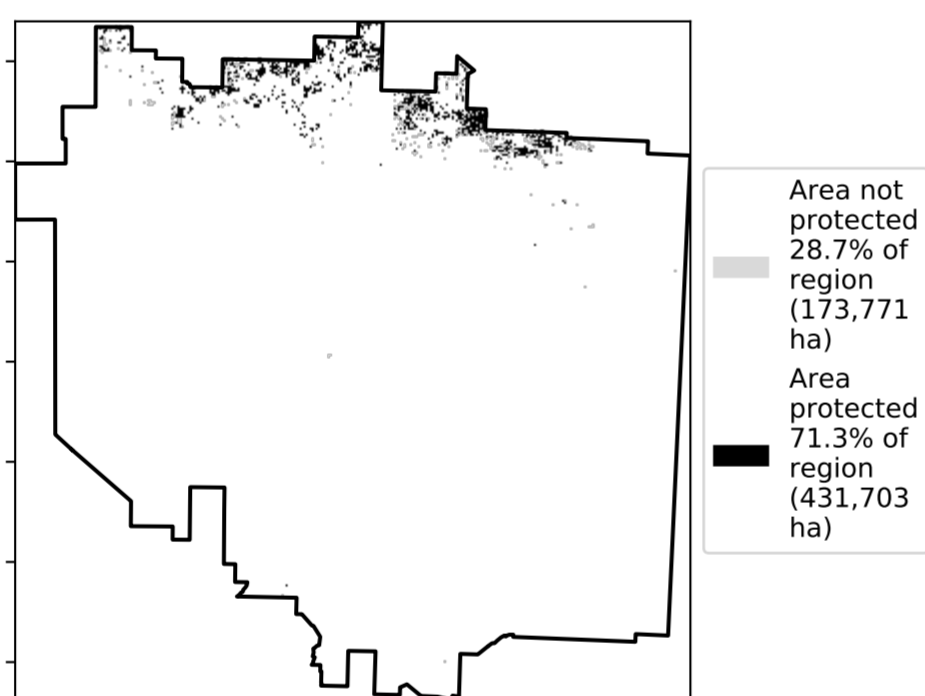 Area not
protected
28.7% of
region
(173,771
ha)
Area
protected
71.3% of
region
(431,703
ha)